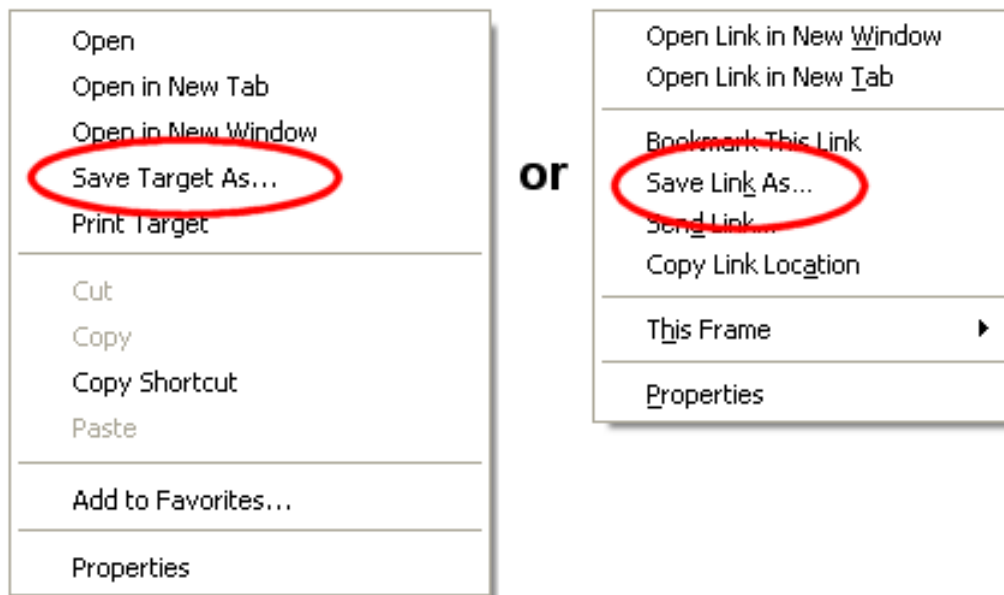 Open
Open in New Tab
Open in New Window
Save Target As...
Print Target
Cut
Copy
Copy Shortcut
Paste
Add to Favorites...
Properties
or
Open Link in New Window
Open Link in New Tab
Bookmark This Link
Save Link As...
Send Link...
Copy Link Location
This Frame
Properties